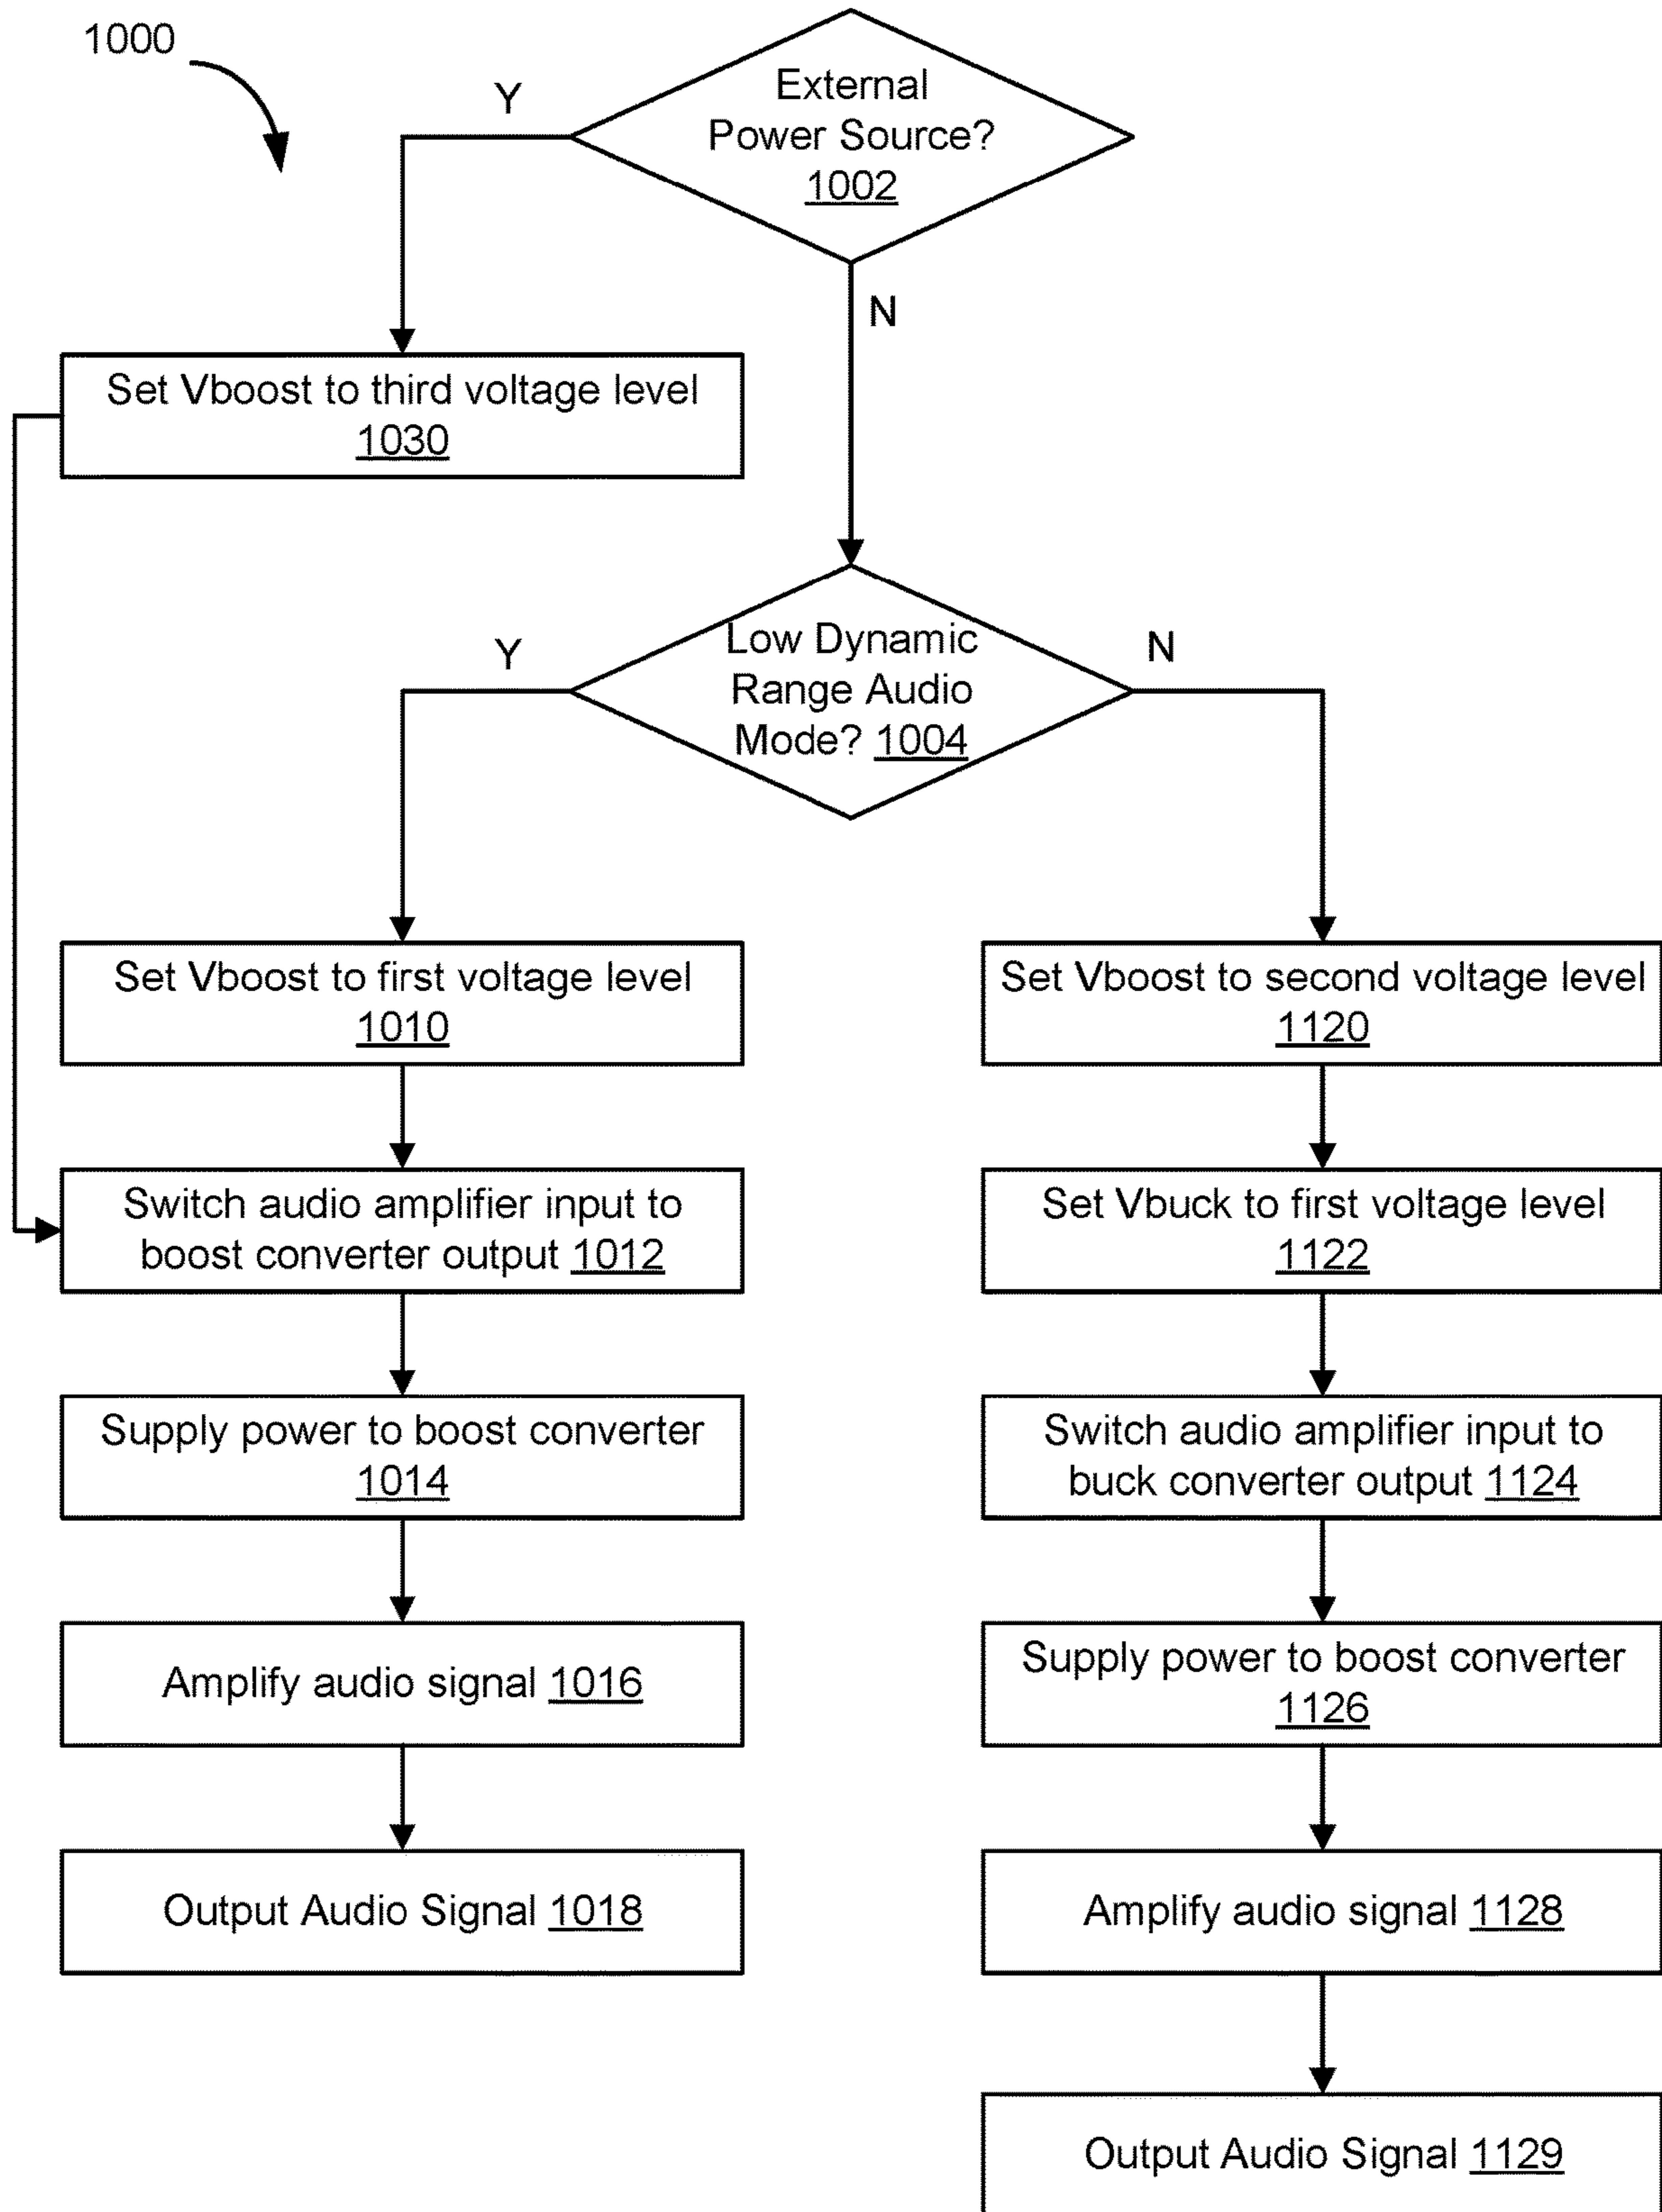 1000
External
Power Source?
1002
Y
N
Set Vboost to third voltage level
1030
Low Dynamic
Range Audio
Mode? 1004
Y
N
Set Vboost to first voltage level
1010
Set Vboost to second voltage level
1120
Switch audio amplifier input to
boost converter output 1012
Set Vbuck to first voltage level
1122
Supply power to boost converter
1014
Switch audio amplifier input to
buck converter output 1124
Amplify audio signal 1016
Supply power to boost converter
1126
Output Audio Signal 1018
Amplify audio signal 1128
Output Audio Signal 1129